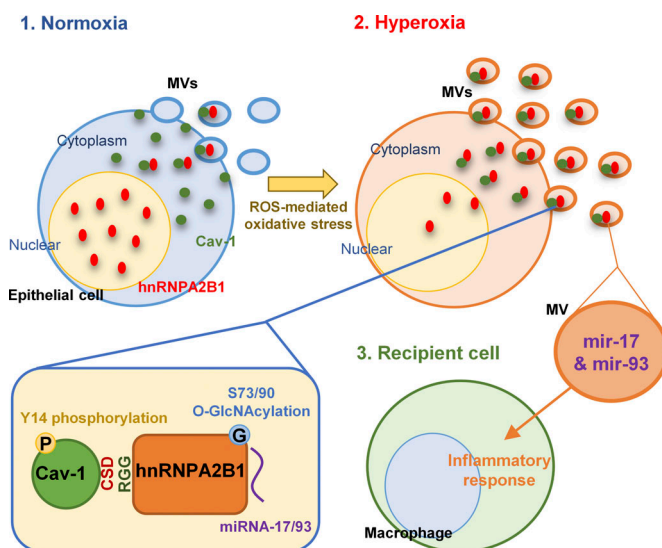 1. Normoxia
MVs
Cytoplasm
Nuclear
Cav-1
hnRNPA2B1
Epithelial cell
ROS-mediated
oxidative stress
2. Hyperoxia
MVs
Cytoplasm
Nuclear
MV
mir-17
& mir-93
3. Recipient cell
Inflammatory
response
Macrophage
S73/90
O-GlcNAcylation
Y14 phosphorylation
P
G
Cav-1
CSD
RGG
hnRNPA2B1
miRNA-17/93